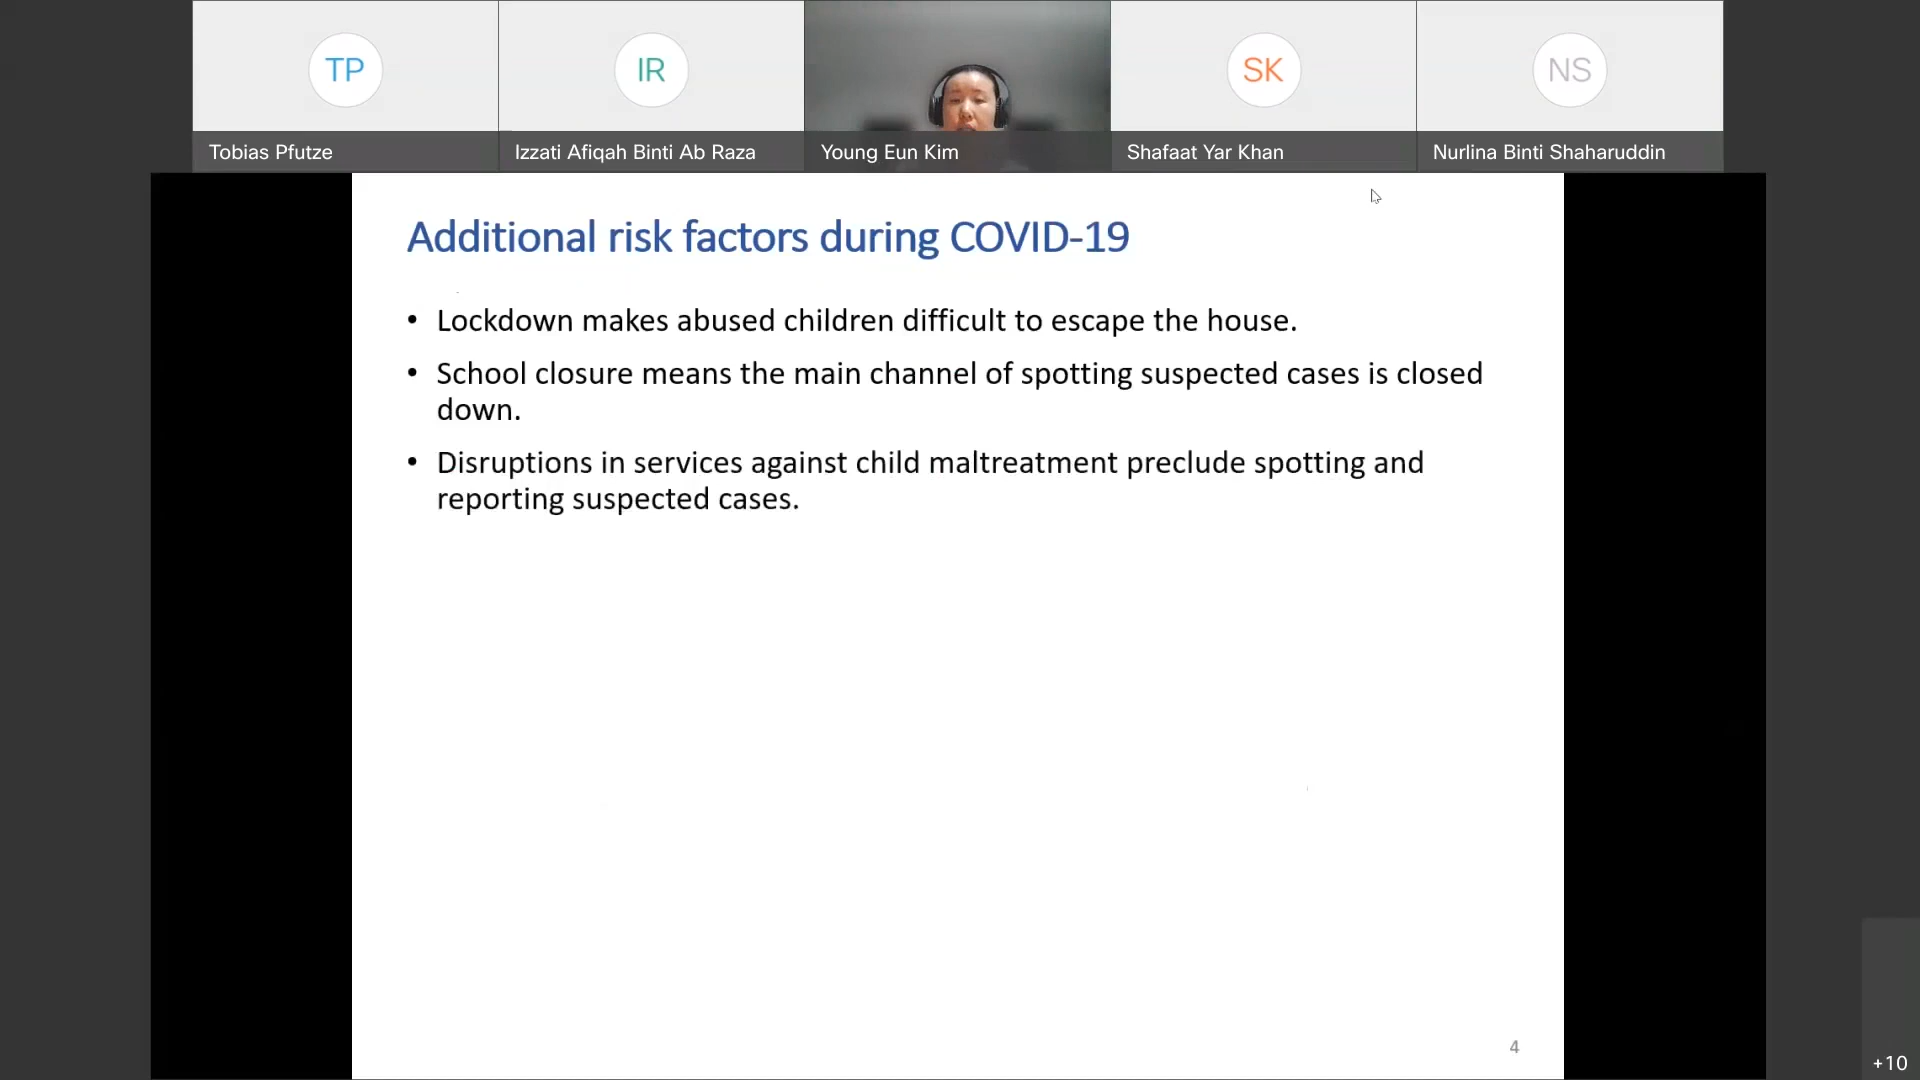 TP
IR
SK
NS
Tobias Pfutze
Izzati Afiqah Binti Ab Raza
Young Eun Kim
Shafaat Yar Khan
Nurlina Binti Shaharuddin
Additional risk factors during COVID-19
• Lockdown makes abused children difficult to escape the house.
• School closure means the main channel of spotting suspected cases is closed
down.
• Disruptions in services against child maltreatment preclude spotting and
reporting suspected cases.
4
+10